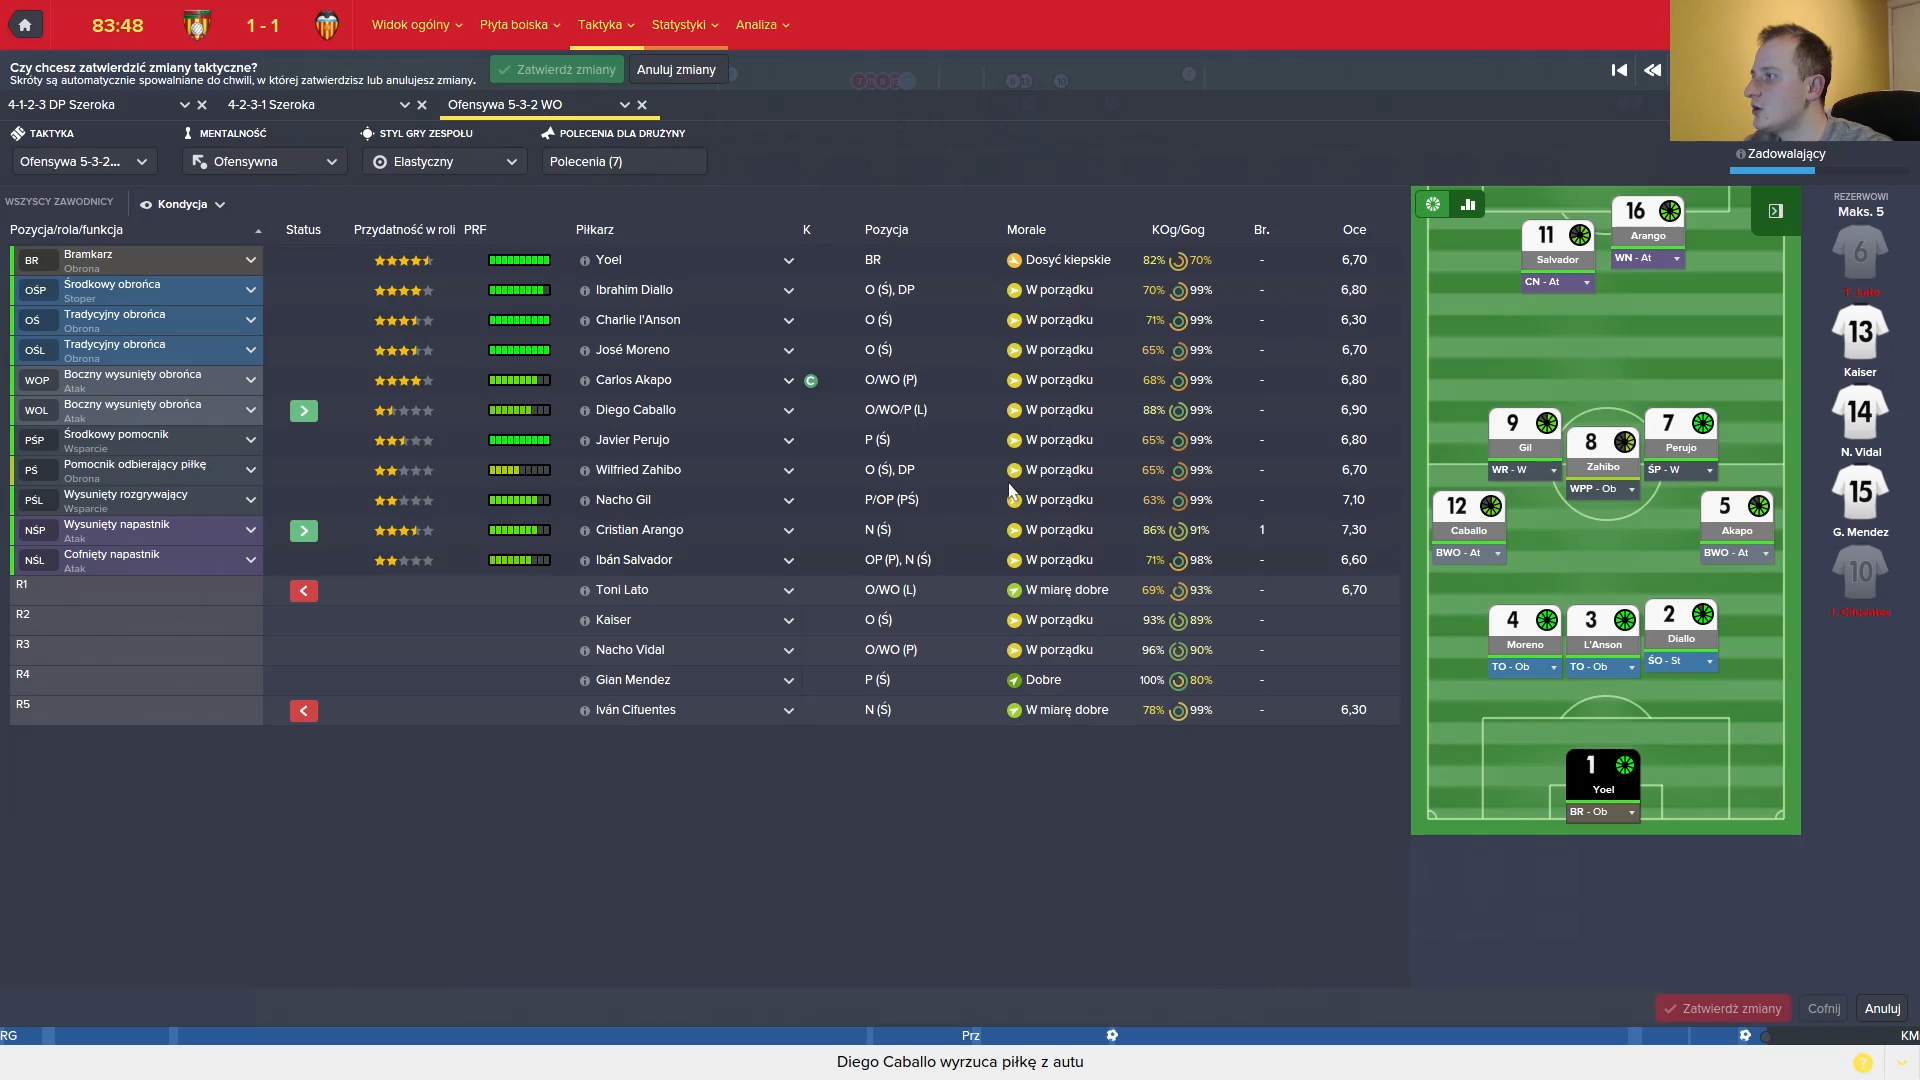 83:48
1 - 1
Widok ogólny
Płyta boiska
Taktyka
Statystyki
Analiza
Czy chcesz zatwierdzić zmiany taktyczne?
Skróty są automatycznie spowalniane do chwili, w której zatwierdzisz lub anulujesz zmiany.
Zatwierdź zmiany
Anuluj zmiany
4-1-2-3 DP Szeroka
4-2-3-1 Szeroka
Ofensywa 5-3-2 WO
TAKTYKA
MENTALNOŚĆ
STYL GRY ZESPOŁU
POLECENIA DLA DRUŻYNY
Ofensywa 5-3-2...
Ofensywna
Elastyczny
Polecenia (7)
Zadowalający
WSZYSCY ZAWODNICY
Kondycja
Pozycja/rola/funkcja Status Przydatność w roli PRF Piłkarz K Pozycja Morale KOg/Gog Br. Oce
BR Bramkarz Obrona Yoel BR Dosyć kiepskie 82% 70% - 6,70
OŚP Środkowy obrońca Stoper Ibrahim Diallo O (Ś), DP W porządku 70% 99% - 6,80
OŚ Tradycyjny obrońca Obrona Charlie I'Anson O (Ś) W porządku 71% 99% - 6,30
OŚL Tradycyjny obrońca Obrona José Moreno O (Ś) W porządku 65% 99% - 6,70
WOP Boczny wysunięty obrońca Atak Carlos Akapo C O/WO (P) W porządku 68% 99% - 6,80
WOL Boczny wysunięty obrońca Atak Diego Caballo O/WO/P (L) W porządku 88% 99% - 6,90
PŚP Środkowy pomocnik Wsparcie Javier Perujo P (Ś) W porządku 65% 99% - 6,80
PŚ Pomocnik odbierający piłkę Obrona Wilfried Zahibo O (Ś), DP W porządku 65% 99% - 6,70
PŚL Wysunięty rozgrywający Wsparcie Nacho Gil P/OP (PŚ) W porządku 63% 99% - 7,10
NŚP Wysunięty napastnik Atak Cristian Arango N (Ś) W porządku 86% 91% 1 7,30
NŚL Cofnięty napastnik Atak Ibán Salvador OP (P), N (Ś) W porządku 71% 98% - 6,60
R1 Toni Lato O/WO (L) W miarę dobre 69% 93% - 6,70
R2 Kaiser O (Ś) W porządku 93% 89% -
R3 Nacho Vidal O/WO (P) W porządku 96% 90% -
R4 Gian Mendez P (Ś) Dobre 100% 80% -
R5 Iván Cifuentes N (Ś) W miarę dobre 78% 99% - 6,30
16
Arango
WN - At
11
Salvador
CN - At
9
Gil
WR - W
8
Zahibo
WPP - Ob
7
Perujo
ŚP - W
12
Caballo
BWO - At
5
Akapo
BWO - At
4
Moreno
TO - Ob
3
L'Anson
TO - Ob
2
Diallo
ŚO - St
1
Yoel
BR - Ob
REZERWOWI
Maks. 5
6
T. Lato
13
Kaiser
14
N. Vidal
15
G. Mendez
10
I. Cifuentes
Zatwierdź zmiany
Cofnij
Anuluj
RG
Prz
KM
Diego Caballo wyrzuca piłkę z autu